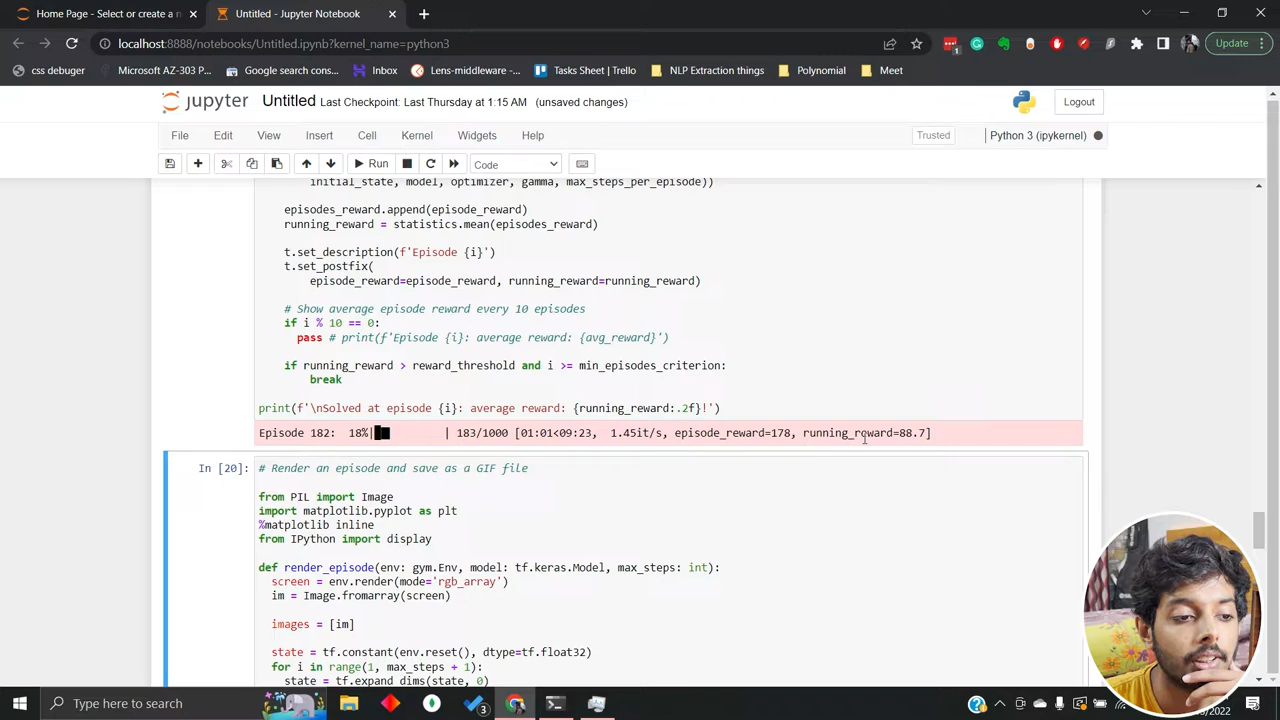 Home Page - Select or create a n
Untitled - Jupyter Notebook
localhost:8888/notebooks/Untitled.ipynb?kernel_name=python3
1
Update
css debuger
Microsoft AZ-303 P...
Google search cons...
Inbox
Lens-middleware -...
Tasks Sheet | Trello
NLP Extraction things
Polynomial
Meet
jupyter Untitled Last Checkpoint: Last Thursday at 1:15 AM (unsaved changes)
Logout
File Edit View Insert Cell Kernel Widgets Help
Trusted
Python 3 (ipykernel)
Run
Code
initial_state, model, optimizer, gamma, max_steps_per_episode))
episodes_reward.append(episode_reward)
running_reward = statistics.mean(episodes_reward)
t.set_description(f'Episode {i}')
t.set_postfix(
episode_reward=episode_reward, running_reward=running_reward)
# Show average episode reward every 10 episodes
if i % 10 == 0:
pass # print(f'Episode {i}: average reward: {avg_reward}')
if running_reward > reward_threshold and i >= min_episodes_criterion:
break
print(f'\nSolved at episode {i}: average reward: {running_reward:.2f}!')
Episode 182: 18%|██ | 183/1000 [01:01<09:23, 1.45it/s, episode_reward=178, running_reward=88.7]
In [20]:
# Render an episode and save as a GIF file
from PIL import Image
import matplotlib.pyplot as plt
%matplotlib inline
from IPython import display
def render_episode(env: gym.Env, model: tf.keras.Model, max_steps: int):
screen = env.render(mode='rgb_array')
im = Image.fromarray(screen)
images = [im]
state = tf.constant(env.reset(), dtype=tf.float32)
for i in range(1, max_steps + 1):
state = tf.expand_dims(state, 0)
Type here to search
3
/2022